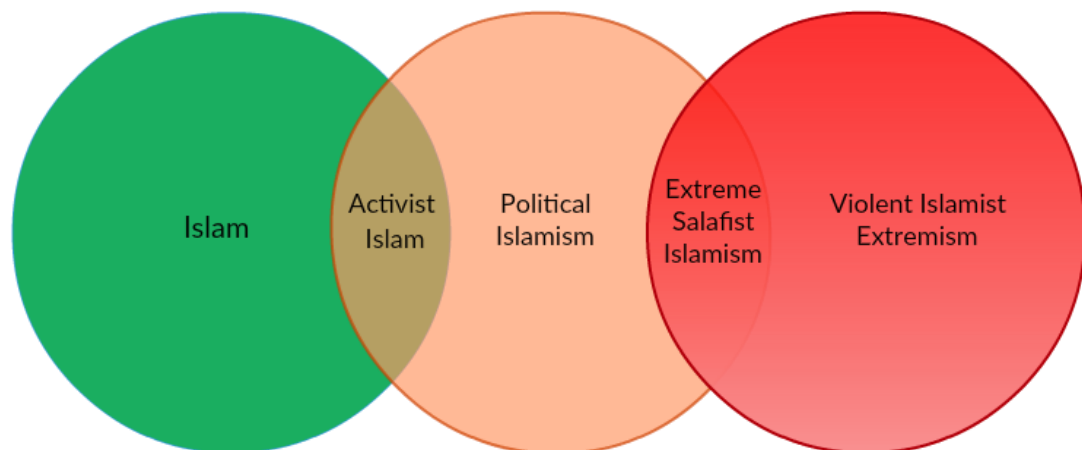 Islam
Activist
Islam
Political
Islamism
Extreme
Salafist
Islamism
Violent Islamist
Extremism